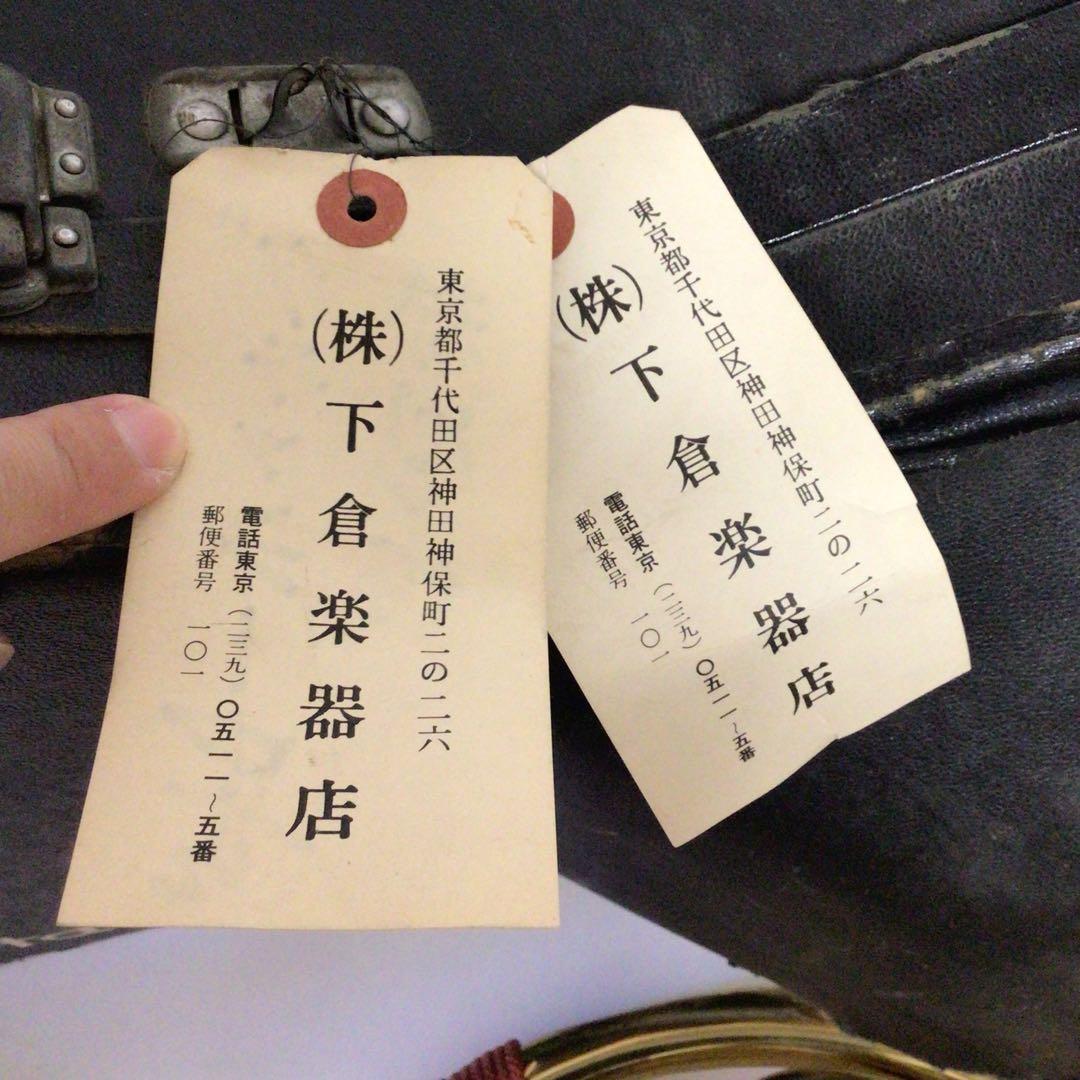 東京都千代田区神田神保町二の二六
(株)下倉楽器店
電話東京(二三九)〇五一一～五番
郵便番号 一〇一
東京都千代田区神田神保町二の二六
(株)下倉楽器店
電話東京(二三九)〇五一一～五番
郵便番号 一〇一